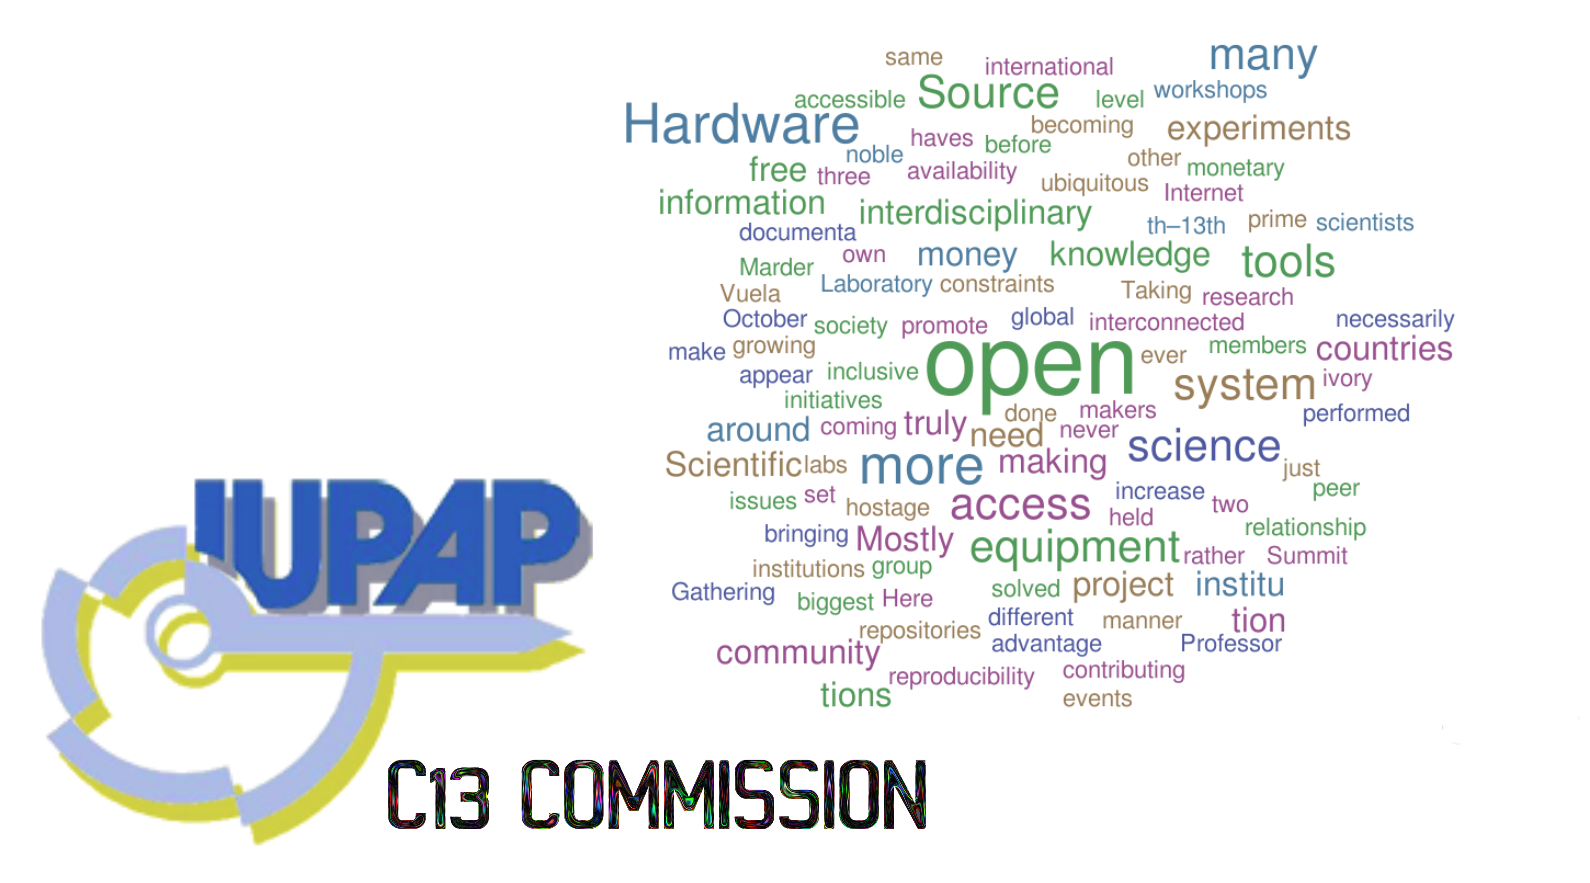 same international many
accessible Source level workshops
Hardware haves before becoming experiments
noble other
free three availability ubiquitous monetary
Internet
information interdisciplinary th–13th prime scientists
documenta
Marder own money knowledge tools
Vuela Laboratory constraints Taking research
October society promote global interconnected necessarily
make growing open ever members countries
appear inclusive system ivory
initiatives done makers performed
around coming truly need never science
Scientific labs more making just
issues set hostage access increase two peer
held
bringing Mostly equipment rather relationship
Summit
institutions group
Gathering biggest Here solved project institu
repositories different manner tion
community advantage Professor
reproducibility contributing
tions events
IUPAP
C13 COMMISSION